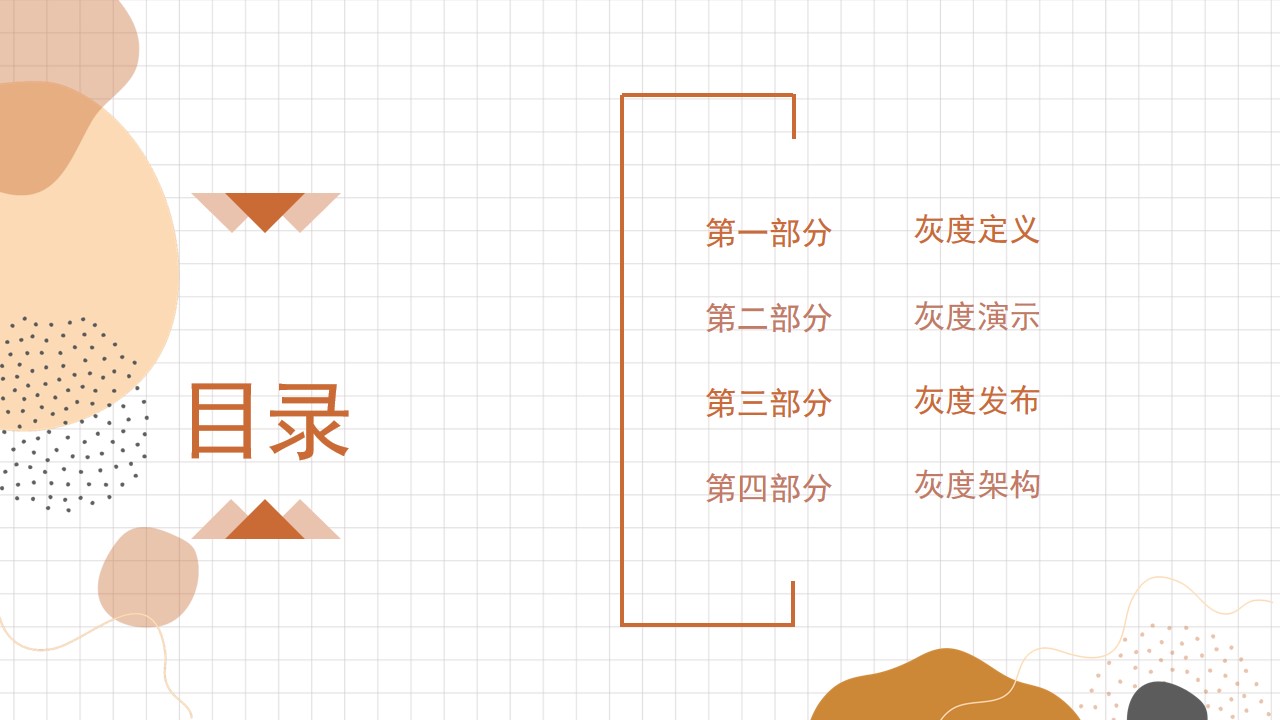 目录
第一部分 灰度定义
第二部分 灰度演示
第三部分 灰度发布
第四部分 灰度架构